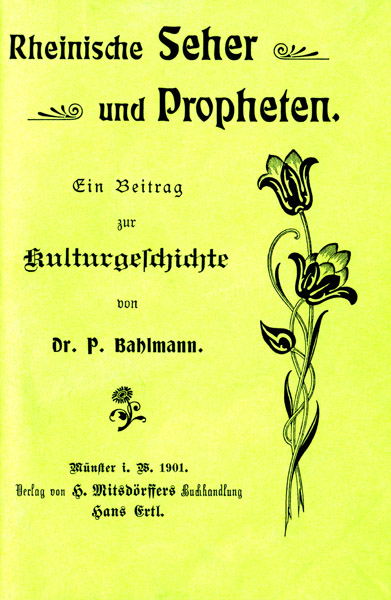 Rheinische Seher
und Propheten.
Ein Beitrag
zur
Kulturgeschichte
von
Dr. P. Bahlmann.
Münster i. W. 1901.
Verlag von H. Mitsdörffers Buchhandlung
Hans Ertl.